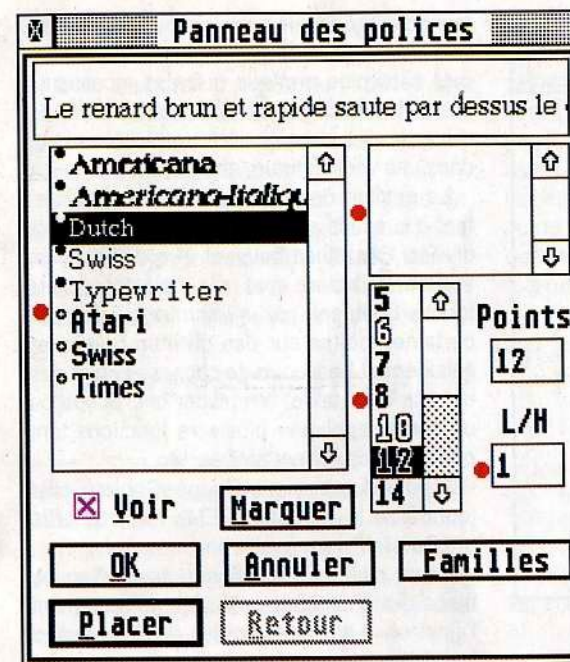 Panneau des polices
Le renard brun et rapide saute par dessus le
Americana
Americana-Italiqu
Dutch
Swiss
Typewriter
Atari
Swiss
Times
5
6
7
8
10
12
14
Points
12
L/H
1
Voir
Marquer
OK
Annuler
Familles
Placer
Retour